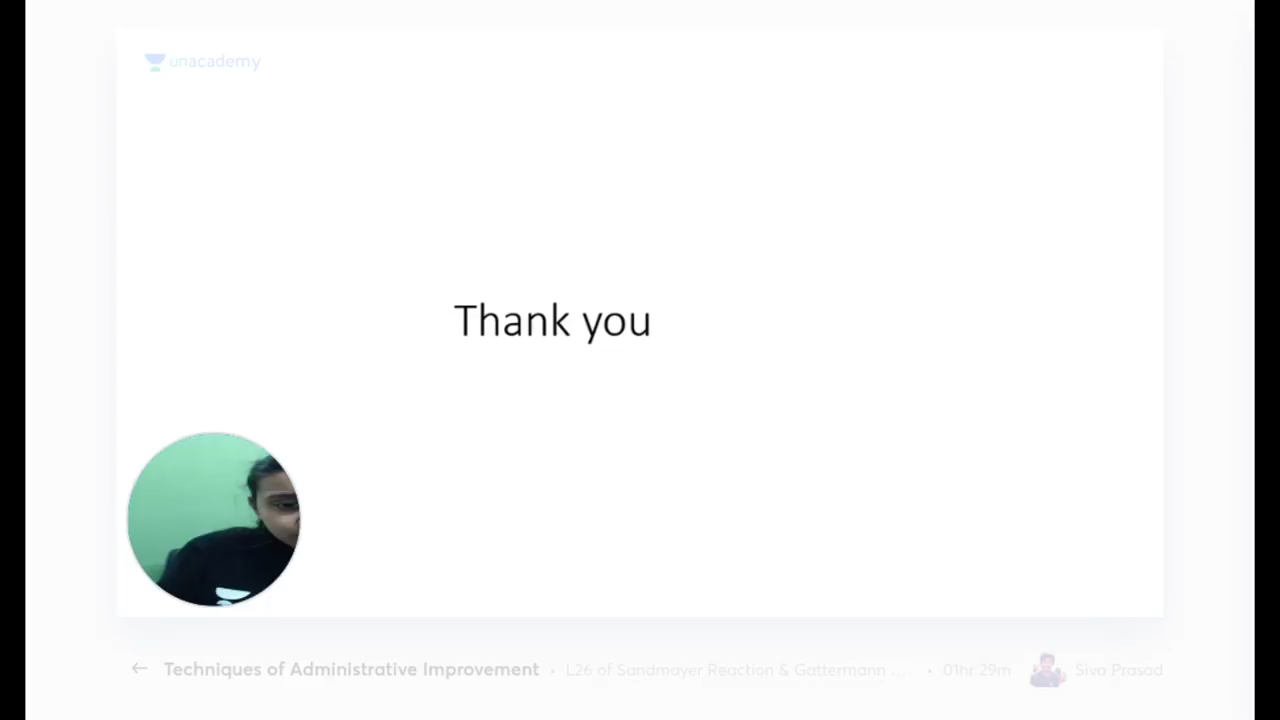 unacademy
Thank you
← Techniques of Administrative Improvement • L26 of Sandmayer Reaction & Gattermann ... • 01hr 29m Siva Prasad